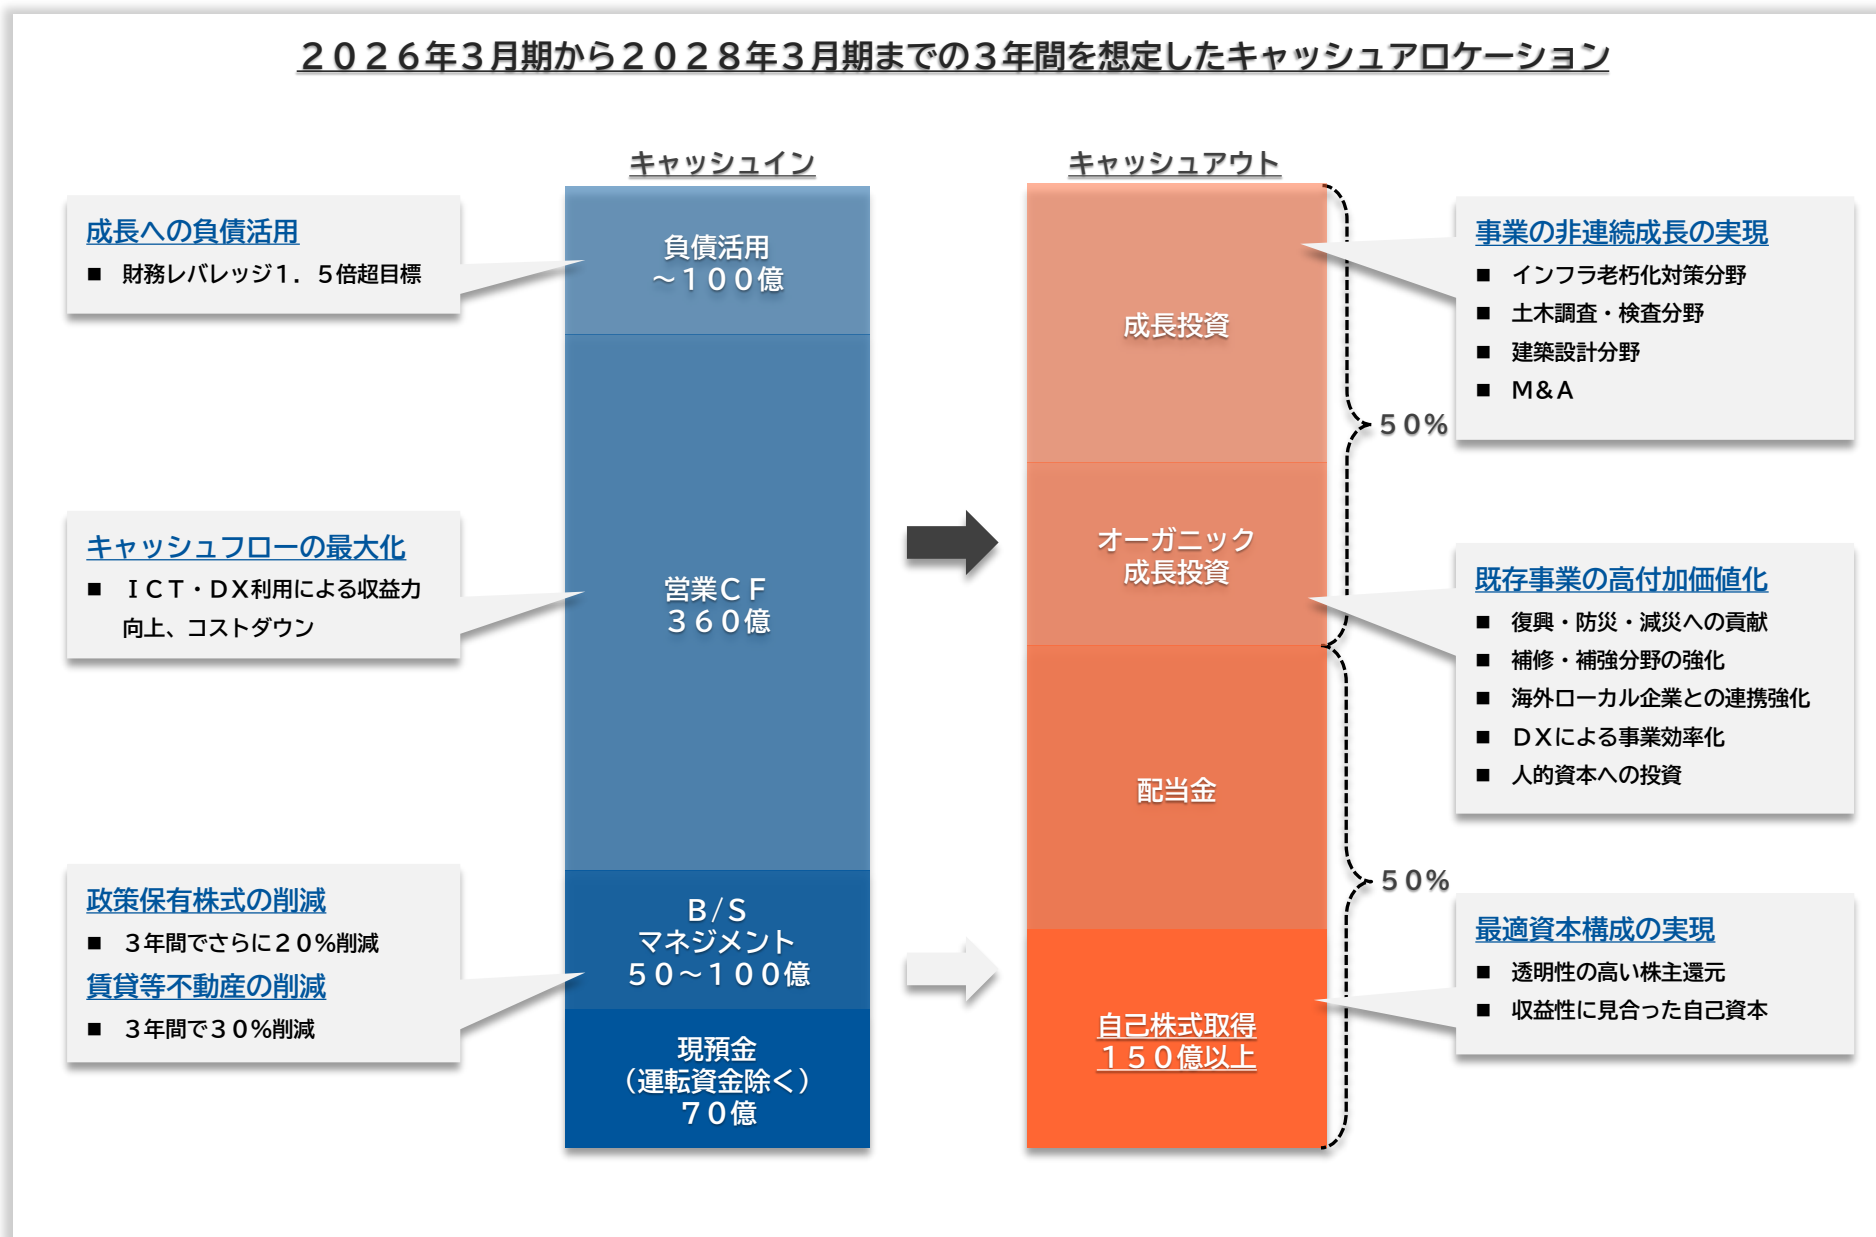 ２０２６年３月期から２０２８年３月期までの３年間を想定したキャッシュアロケーション
キャッシュイン
キャッシュアウト
成長への負債活用
■ 財務レバレッジ１．５倍超目標
負債活用
～１００億
成長投資
事業の非連続成長の実現
■ インフラ老朽化対策分野
■ 土木調査・検査分野
■ 建築設計分野
■ Ｍ＆Ａ
５０％
キャッシュフローの最大化
■ ＩＣＴ・ＤＸ利用による収益力
向上、コストダウン
営業ＣＦ
３６０億
オーガニック
成長投資
既存事業の高付加価値化
■ 復興・防災・減災への貢献
■ 補修・補強分野の強化
■ 海外ローカル企業との連携強化
■ ＤＸによる事業効率化
■ 人的資本への投資
配当金
５０％
政策保有株式の削減
■ ３年間でさらに２０％削減
賃貸等不動産の削減
■ ３年間で３０％削減
Ｂ／Ｓ
マネジメント
５０～１００億
現預金
（運転資金除く）
７０億
自己株式取得
１５０億以上
最適資本構成の実現
■ 透明性の高い株主還元
■ 収益性に見合った自己資本